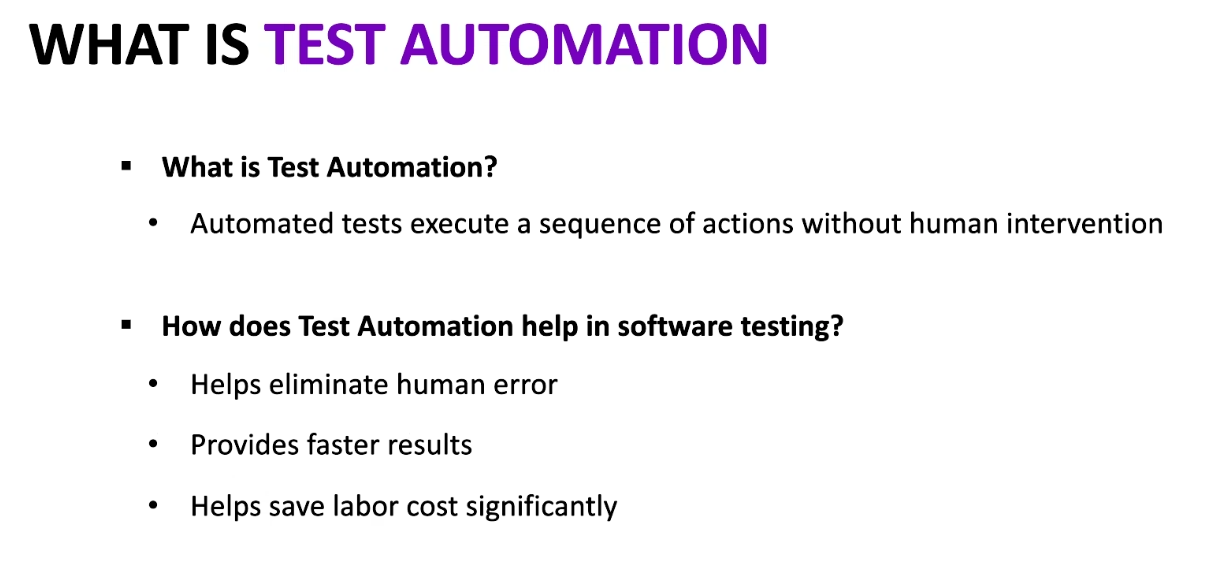 WHAT IS TEST AUTOMATION
▪ What is Test Automation?
• Automated tests execute a sequence of actions without human intervention
▪ How does Test Automation help in software testing?
• Helps eliminate human error
• Provides faster results
• Helps save labor cost significantly